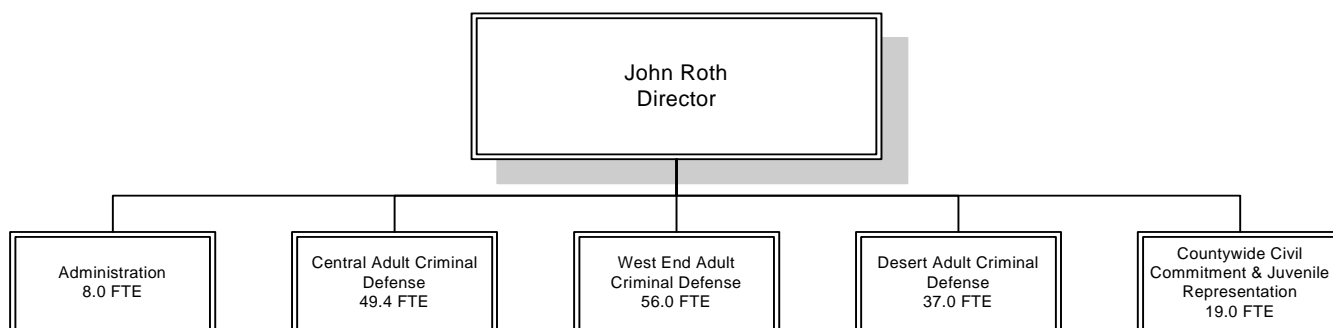 John Roth
Director
Administration
8.0 FTE
Central Adult Criminal
Defense
49.4 FTE
West End Adult
Criminal Defense
56.0 FTE
Desert Adult Criminal
Defense
37.0 FTE
Countywide Civil
Commitment & Juvenile
Representation
19.0 FTE